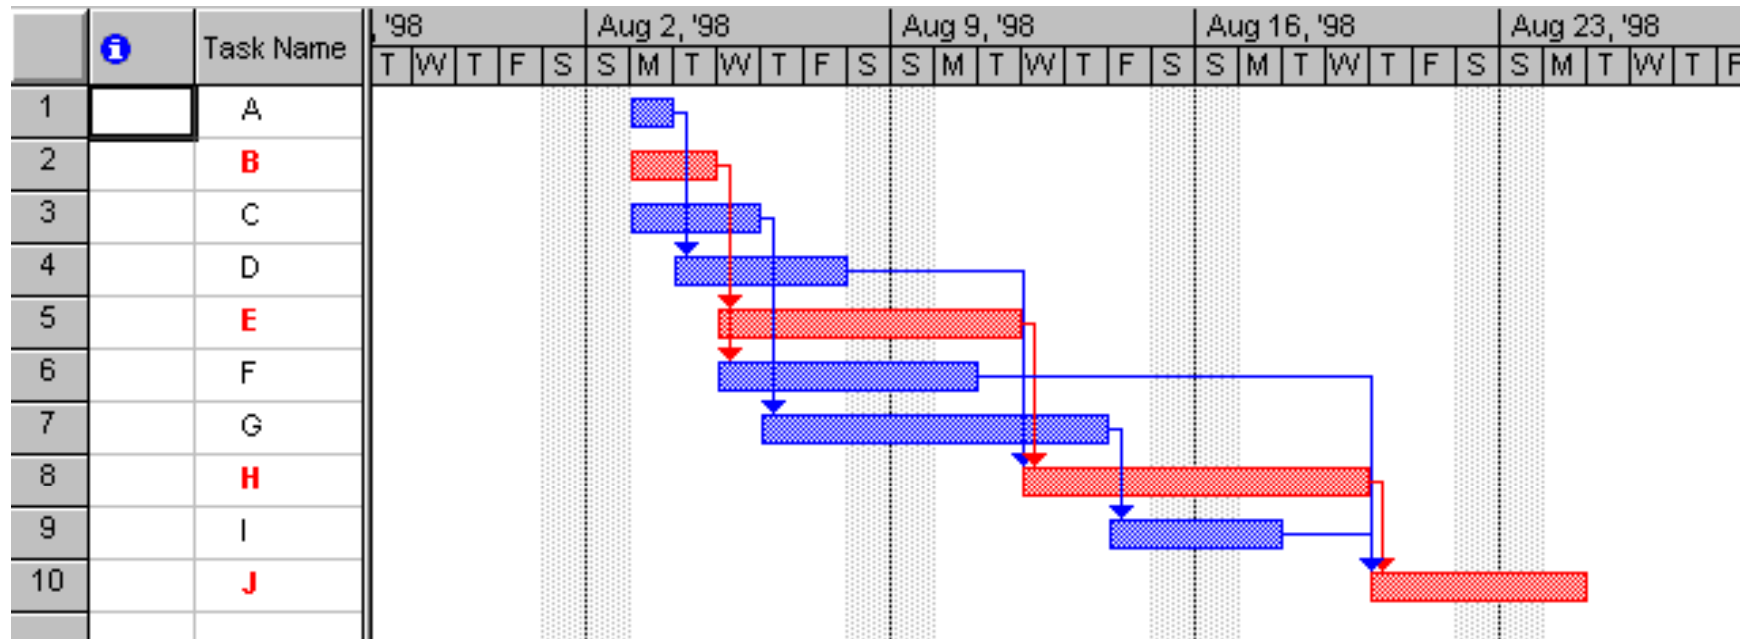 , '98 Aug 2, '98 Aug 9, '98 Aug 16, '98 Aug 23, '98
i Task Name
T W T F S S M T W T F S S M T W T F S S M T W T F S S M T W T F
1 A
2 B
3 C
4 D
5 E
6 F
7 G
8 H
9 I
10 J